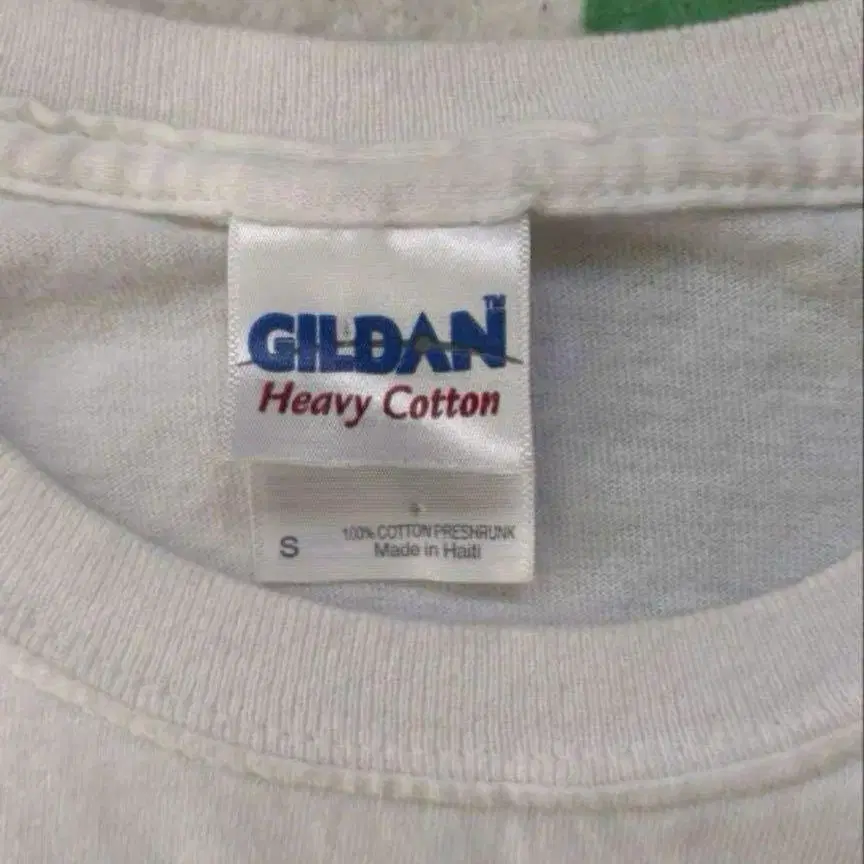 GILDAN™
Heavy Cotton
S
100% COTTON PRESHRUNK
Made in Haiti